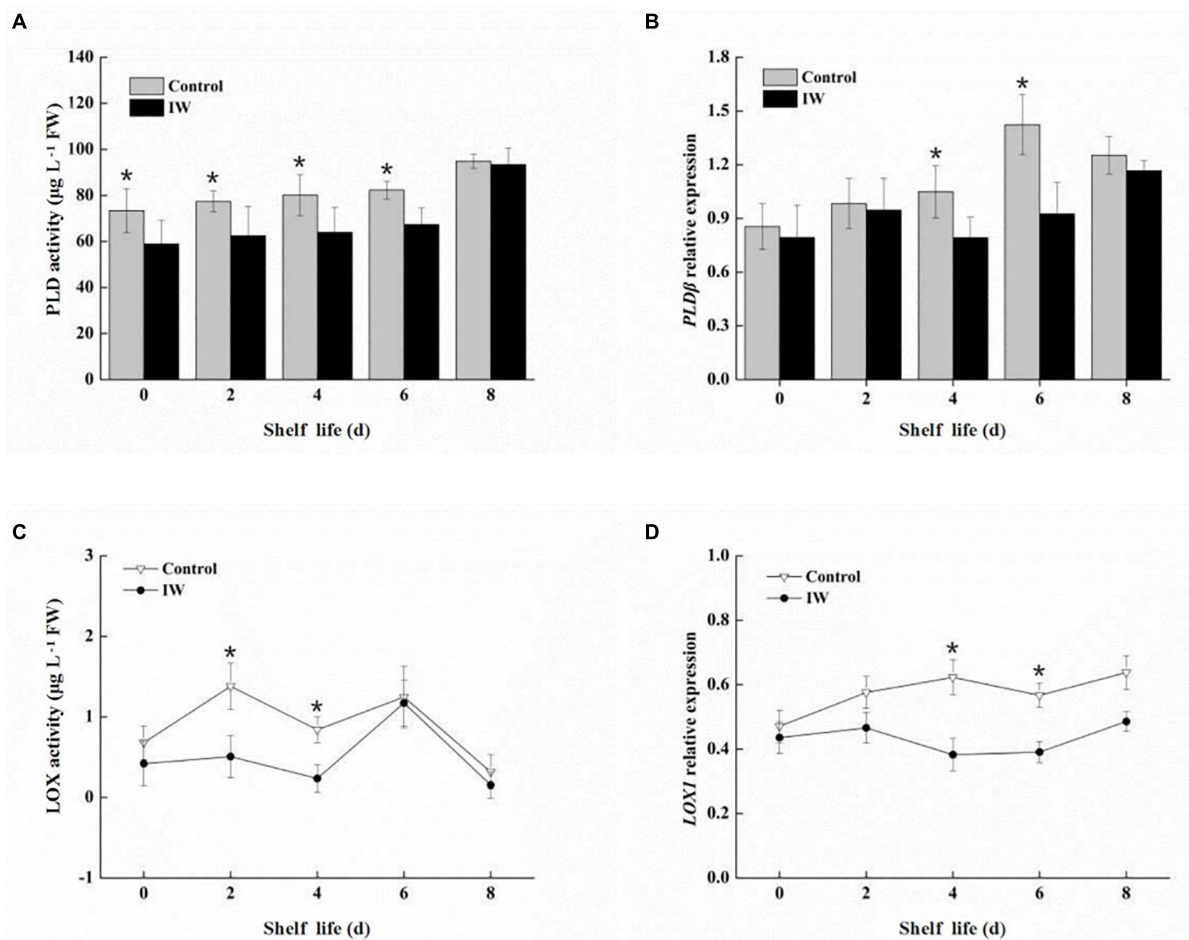 A
PLD activity (µg L⁻¹ FW)
140
120
100
80
60
40
20
0
Control
IW
*
*
*
*
0 2 4 6 8
Shelf life (d)
B
PLDβ relative expression
1.8
1.5
1.2
0.9
0.6
0.3
0.0
Control
IW
*
*
0 2 4 6 8
Shelf life (d)
C
LOX activity (µg L⁻¹ FW)
3
2
1
0
-1
Control
IW
*
*
0 2 4 6 8
Shelf life (d)
D
LOX1 relative expression
1.0
0.8
0.6
0.4
0.2
0.0
Control
IW
*
*
0 2 4 6 8
Shelf life (d)